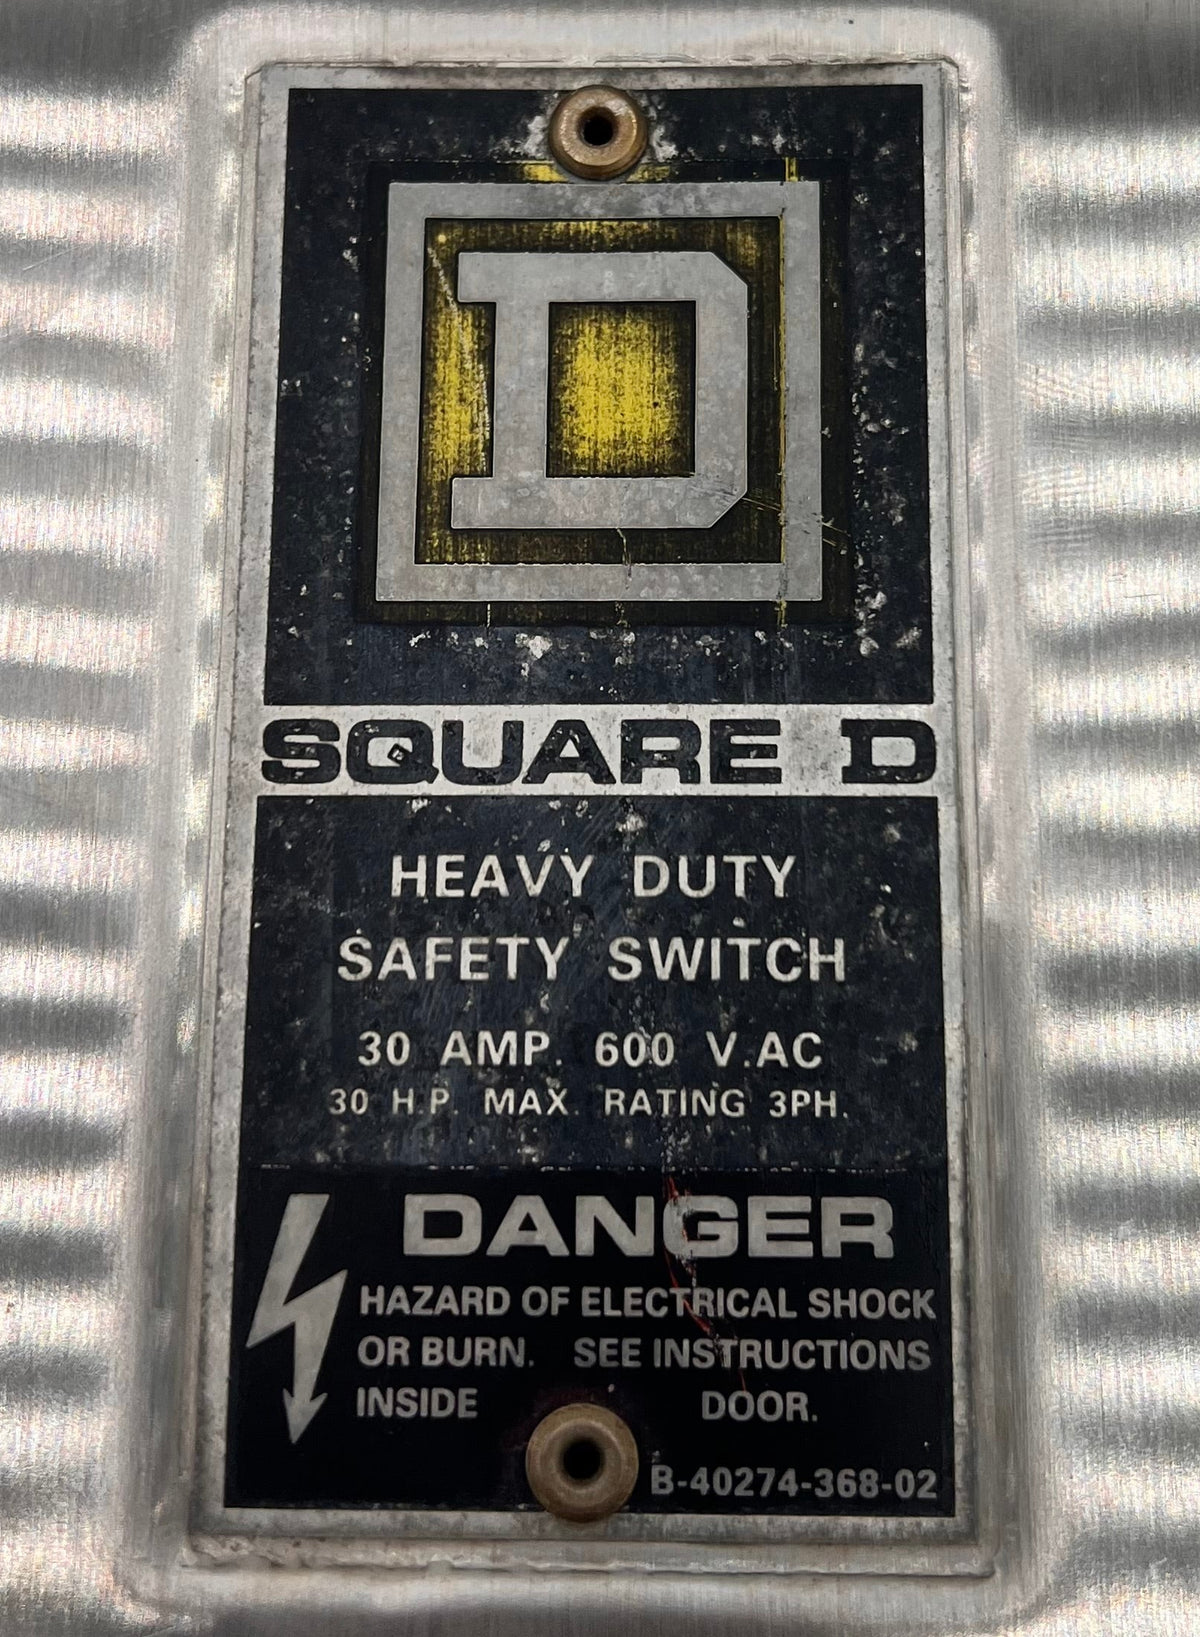 D
SQUARE D
HEAVY DUTY
SAFETY SWITCH
30 AMP. 600 V.AC
30 H.P. MAX. RATING 3PH.
DANGER
HAZARD OF ELECTRICAL SHOCK
OR BURN. SEE INSTRUCTIONS
INSIDE DOOR.
B-40274-368-02